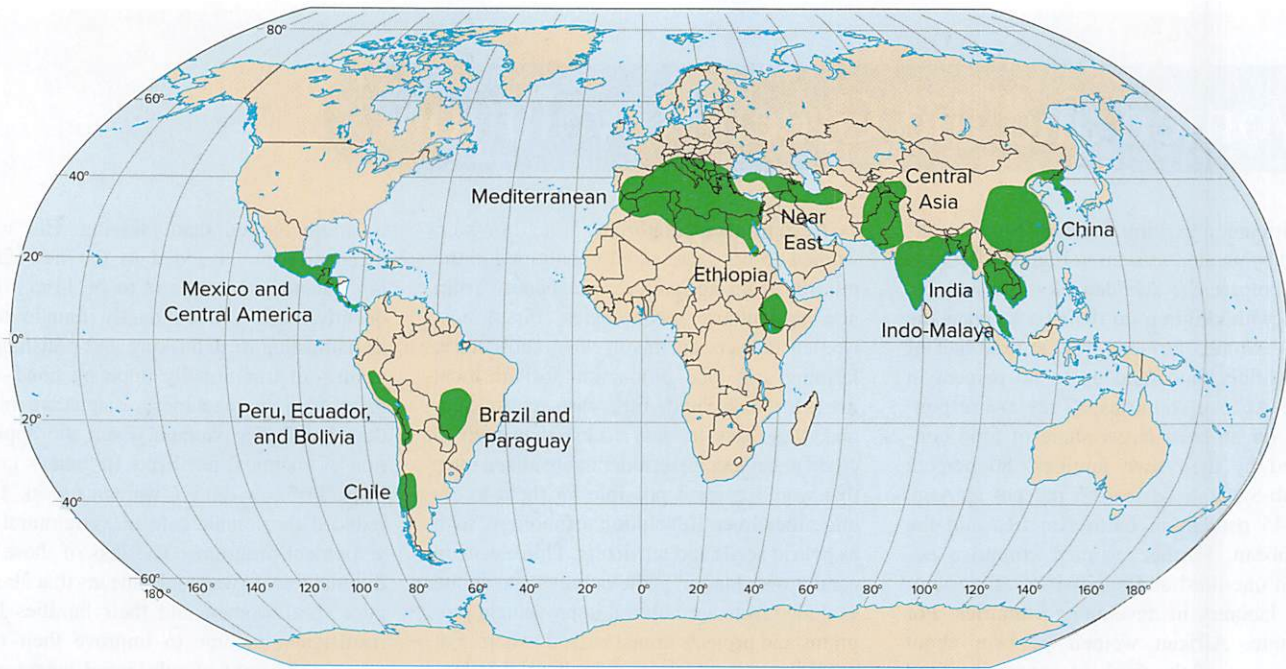 80°
60°
40°
20°
0°
20°
40°
60°
Mediterranean
Central
Asia
Near
East
China
Ethiopia
India
Indo-Malaya
Mexico and
Central America
Peru, Ecuador,
and Bolivia
Brazil and
Paraguay
Chile
180° 160° 140° 120° 100° 80° 60° 40° 20° 0° 20° 40° 60° 80° 100° 120° 140° 160° 180°